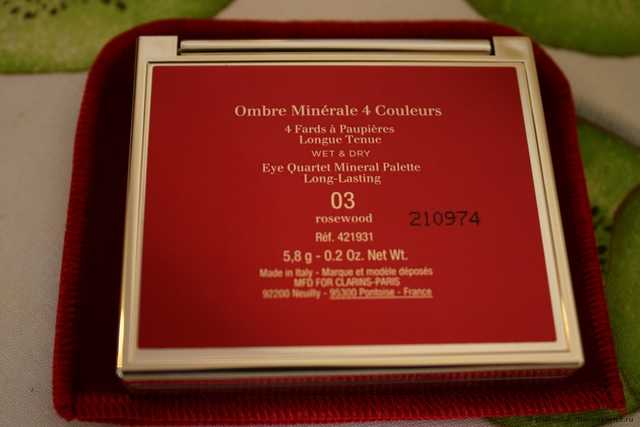 Ombre Minérale 4 Couleurs
4 Fards à Paupières
Longue Tenue
WET & DRY
Eye Quartet Mineral Palette
Long-Lasting
03
rosewood
210974
Réf. 421931
5,8 g - 0.2 Oz. Net Wt.
Made in Italy - Marque et modèle déposés
MFD FOR CLARINS-PARIS
92200 Neuilly - 95300 Pontoise - France